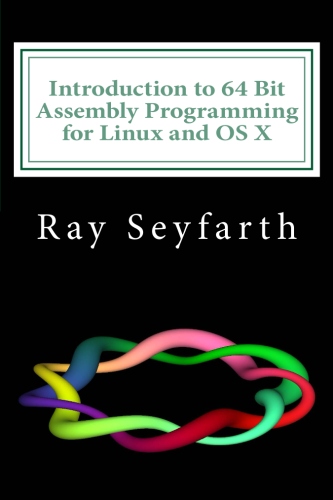 Introduction to 64 Bit
Assembly Programming
for Linux and OS X
Ray Seyfarth